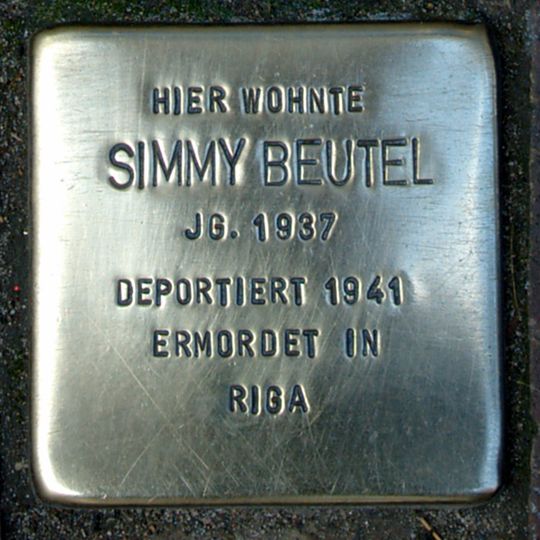 HIER WOHNTE
SIMMY BEUTEL
JG. 1937
DEPORTIERT 1941
ERMORDET IN
RIGA